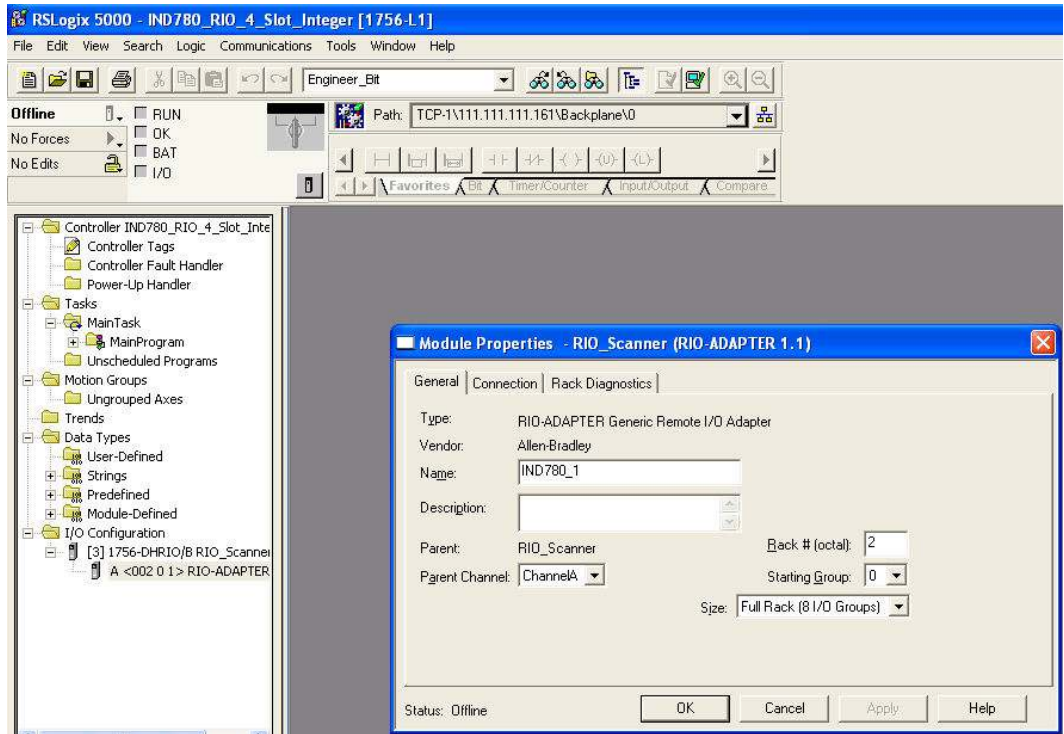 RSLogix 5000 - IND780_RIO_4_Slot_Integer [1756-L1]
File Edit View Search Logic Communications Tools Window Help
Engineer_Bit
Offline
RUN
No Forces
OK
No Edits
BAT
I/O
Path: TCP-1\111.111.111.161\Backplane\0
Favorites Bit Timer/Counter Input/Output Compare
Controller IND780_RIO_4_Slot_Inte
Controller Tags
Controller Fault Handler
Power-Up Handler
Tasks
MainTask
MainProgram
Unscheduled Programs
Motion Groups
Ungrouped Axes
Trends
Data Types
User-Defined
Strings
Predefined
Module-Defined
I/O Configuration
[3] 1756-DHRIO/B RIO_Scanner
A <002 0 1> RIO-ADAPTER
Module Properties - RIO_Scanner (RIO-ADAPTER 1.1)
General Connection Rack Diagnostics
Type: RIO-ADAPTER Generic Remote I/O Adapter
Vendor: Allen-Bradley
Name: IND780_1
Description:
Parent: RIO_Scanner
Rack # (octal): 2
Parent Channel: ChannelA
Starting Group: 0
Size: Full Rack (8 I/O Groups)
Status: Offline
OK Cancel Apply Help